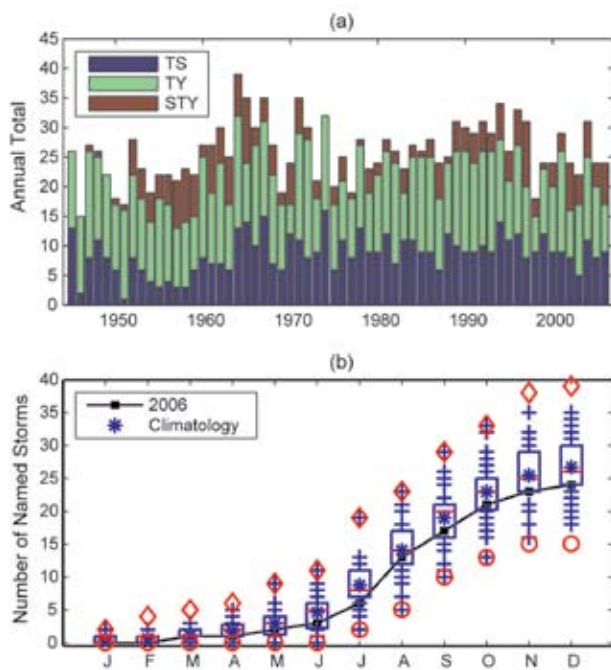 (a)
45
40
35
30
25
20
15
10
5
0
Annual Total
TS
TY
STY
1950 1960 1970 1980 1990 2000
(b)
40
35
30
25
20
15
10
5
0
Number of Named Storms
2006
Climatology
J F M A M J J A S O N D